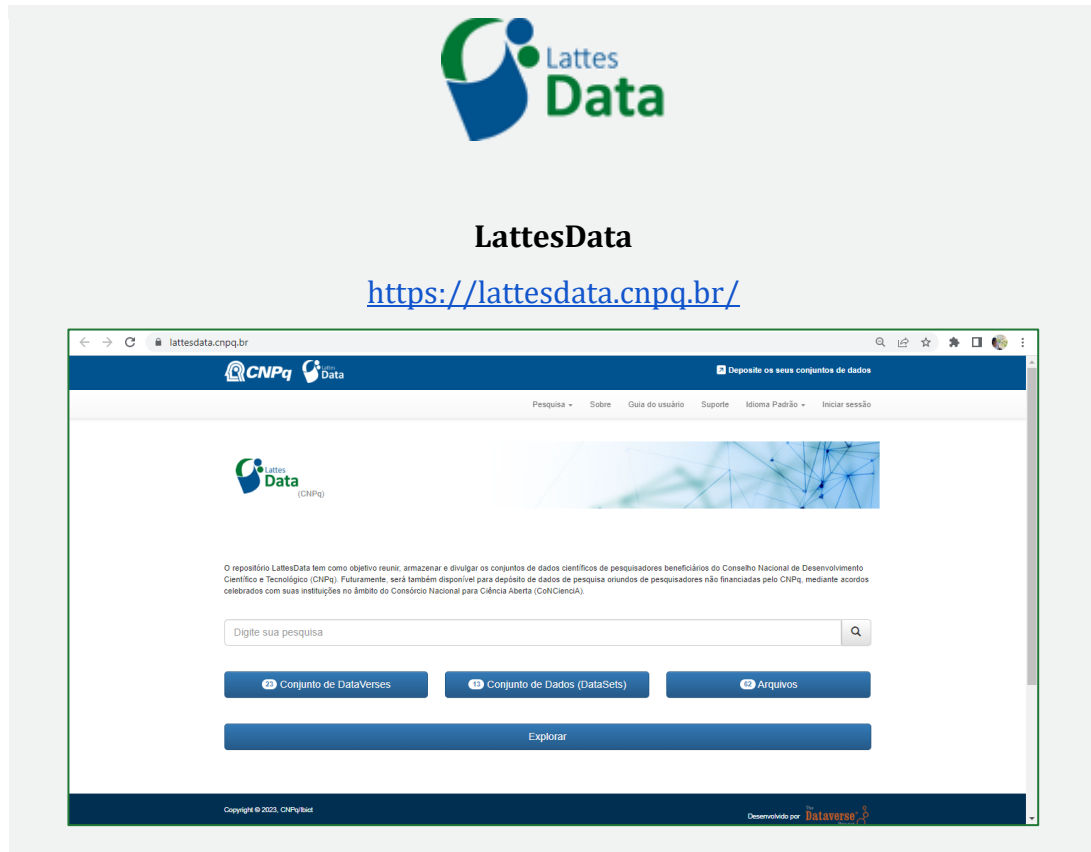 Lattes
Data
LattesData
https://lattesdata.cnpq.br/
lattesdata.cnpq.br
CNPq Lattes Data Deposite os seus conjuntos de dados
Pesquisa Sobre Guia do usuário Suporte Idioma Padrão Iniciar sessão
Lattes
Data
(CNPq)
O repositório LattesData tem como objetivo reunir, armazenar e divulgar os conjuntos de dados científicos de pesquisadores beneficiários do Conselho Nacional de Desenvolvimento
Científico e Tecnológico (CNPq). Futuramente, será também disponível para depósito de dados de pesquisa oriundos de pesquisadores não financiadas pelo CNPq, mediante acordos
celebrados com suas instituições no âmbito do Consórcio Nacional para Ciência Aberta (CoNCienciA).
Digite sua pesquisa
23 Conjunto de DataVerses 13 Conjunto de Dados (DataSets) 62 Arquivos
Explorar
Copyright © 2023, CNPq/Ibict
Desenvolvido por The Dataverse